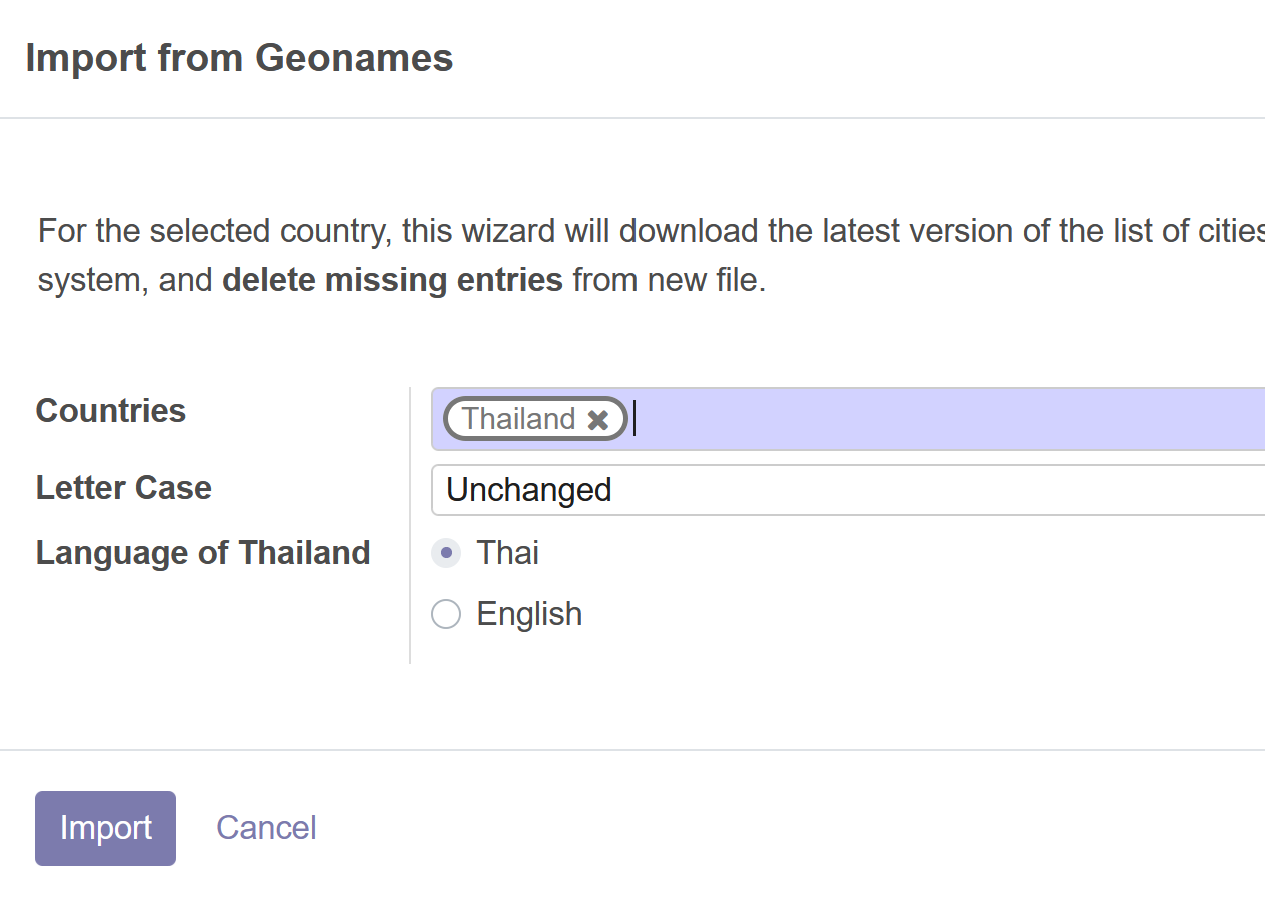 Import from Geonames
For the selected country, this wizard will download the latest version of the list of cities
system, and delete missing entries from new file.
Countries
Thailand ✖
Letter Case
Unchanged
Language of Thailand
Thai
English
Import
Cancel